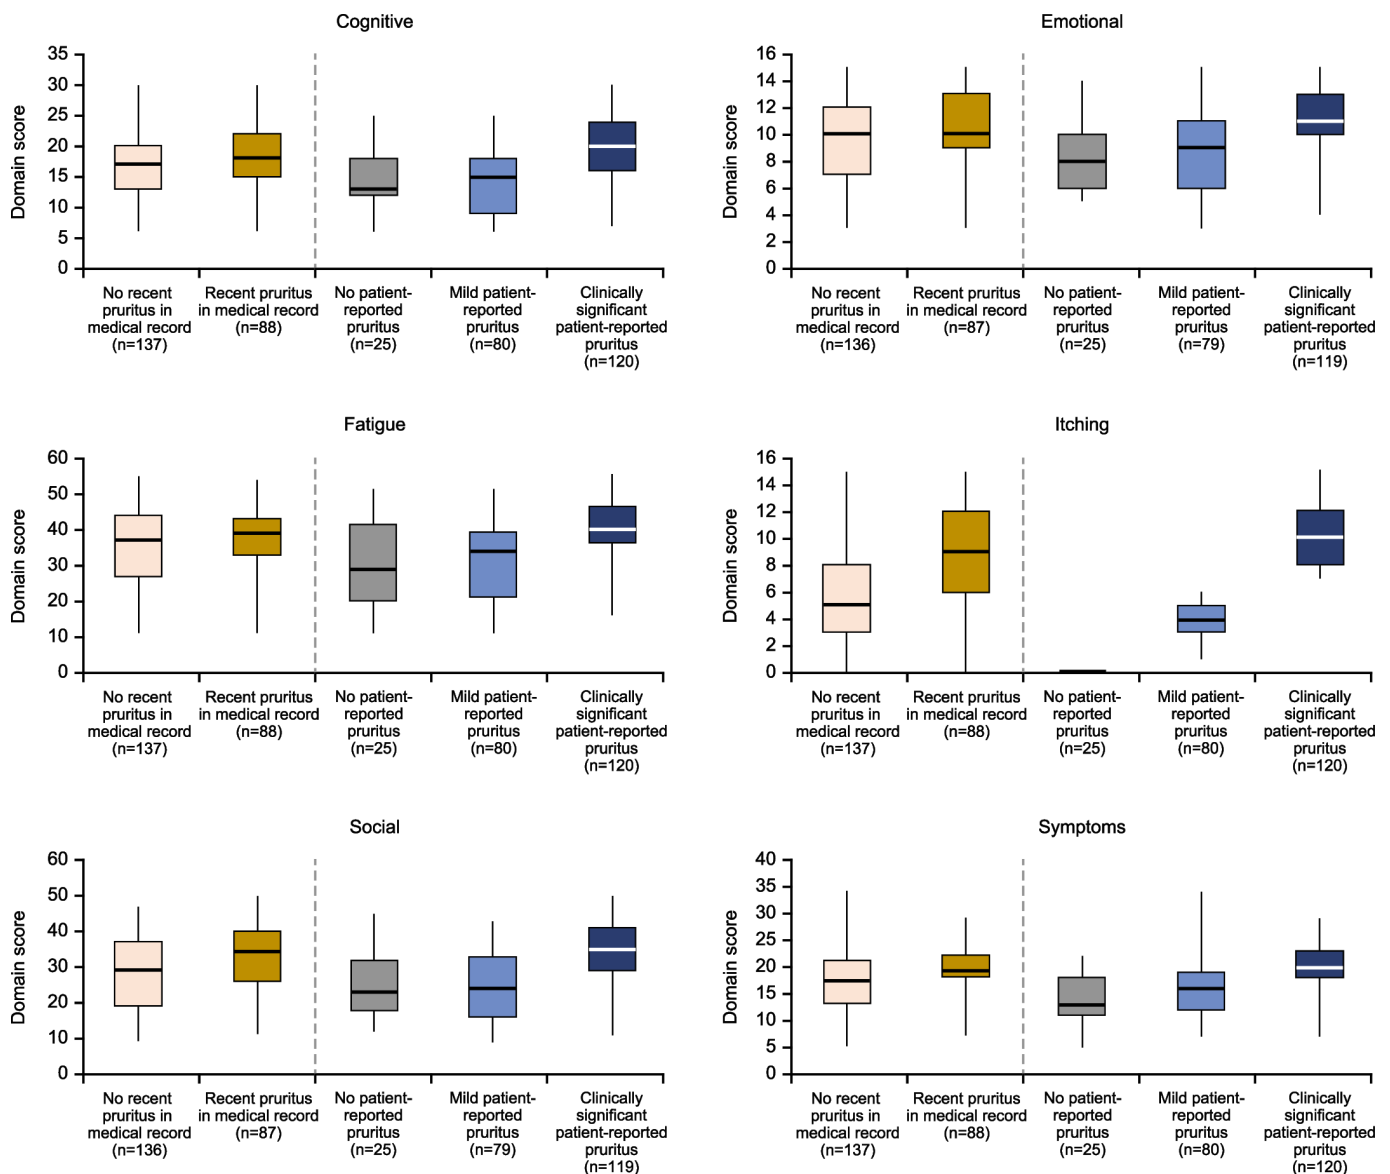 Cognitive
Domain score
35
30
25
20
15
10
5
0
No recent
pruritus in
medical record
(n=137)
Recent pruritus
in medical record
(n=88)
No patient-
reported pruritus
(n=25)
Mild patient-
reported
pruritus
(n=80)
Clinically
significant
patient-reported
pruritus
(n=120)
Emotional
Domain score
16
14
12
10
8
6
4
2
0
No recent
pruritus in
medical record
(n=136)
Recent pruritus
in medical record
(n=87)
No patient-
reported pruritus
(n=25)
Mild patient-
reported
pruritus
(n=79)
Clinically
significant
patient-reported
pruritus
(n=119)
Fatigue
Domain score
60
50
40
30
20
10
0
No recent
pruritus in
medical record
(n=137)
Recent pruritus
in medical record
(n=88)
No patient-
reported
pruritus
(n=25)
Mild patient-
reported
pruritus
(n=80)
Clinically
significant
patient-reported
pruritus
(n=120)
Itching
Domain score
16
14
12
10
8
6
4
2
0
No recent
pruritus in
medical record
(n=137)
Recent pruritus
in medical record
(n=88)
No patient-
reported
pruritus
(n=25)
Mild patient-
reported
pruritus
(n=80)
Clinically
significant
patient-reported
pruritus
(n=120)
Social
Domain score
60
50
40
30
20
10
0
No recent
pruritus in
medical record
(n=136)
Recent pruritus
in medical record
(n=87)
No patient-
reported
pruritus
(n=25)
Mild patient-
reported
pruritus
(n=79)
Clinically
significant
patient-reported
pruritus
(n=119)
Symptoms
Domain score
40
35
30
25
20
15
10
5
0
No recent
pruritus in
medical record
(n=137)
Recent pruritus
in medical record
(n=88)
No patient-
reported
pruritus
(n=25)
Mild patient-
reported
pruritus
(n=80)
Clinically
significant
patient-reported
pruritus
(n=120)